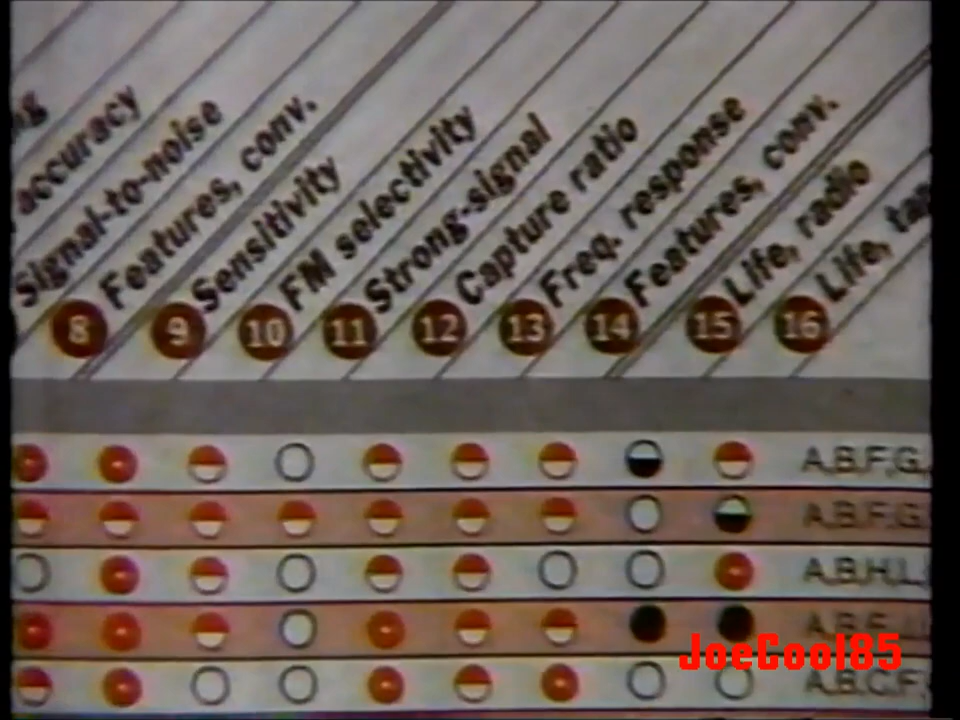 accuracy
Signal-to-noise
8 Features, conv.
9 Sensitivity
10 FM selectivity
11 Strong-signal
12 Capture ratio
13 Freq. response
14 Features, conv.
15 Life, radio
16 Life,
A,B,F,G,
A,B,F,G,
A,B,H,L,
A,B,C,F,
JoeCool85